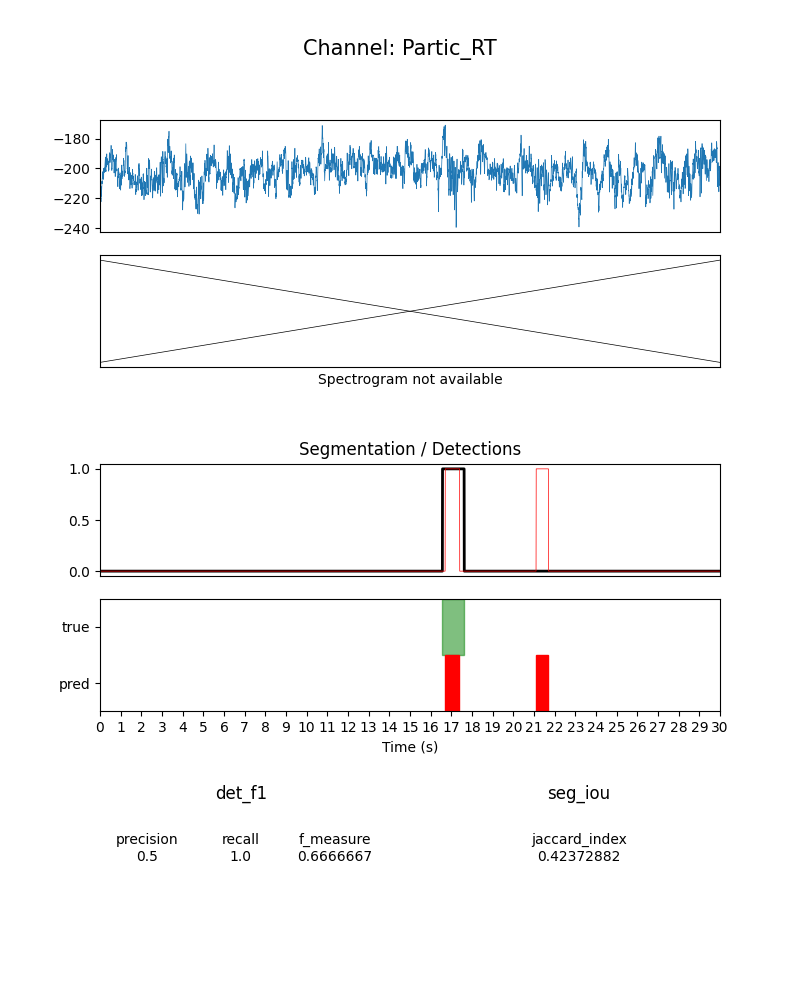 Channel: Partic_RT
−180
−200
−220
−240
Spectrogram not available
Segmentation / Detections
1.0
0.5
0.0
true
pred
0 1 2 3 4 5 6 7 8 9 10 11 12 13 14 15 16 17 18 19 20 21 22 23 24 25 26 27 28 29 30
Time (s)
det_f1 seg_iou
precision recall f_measure jaccard_index
0.5 1.0 0.6666667 0.42372882